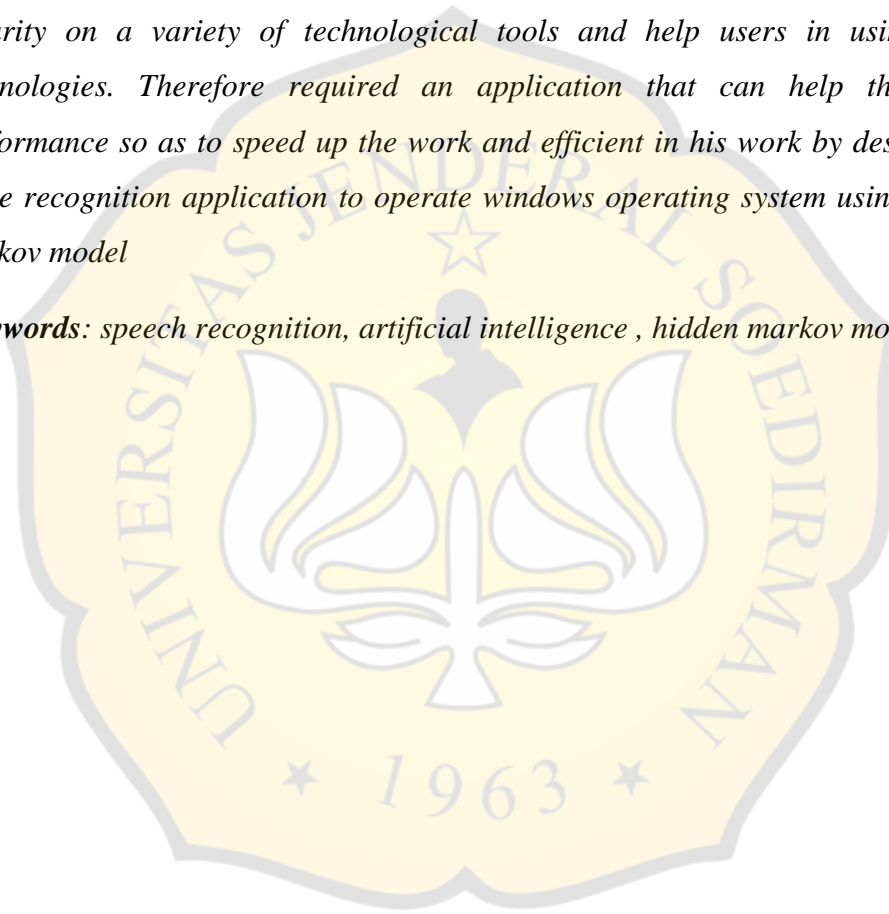 rity on a variety of technological tools and help users in usin
nologies. Therefore required an application that can help th
formance so as to speed up the work and efficient in his work by des
e recognition application to operate windows operating system usin
kov model
words: speech recognition, artificial intelligence , hidden markov mo
UNIVERSITAS JENDERAL SOEDIRMAN
1963